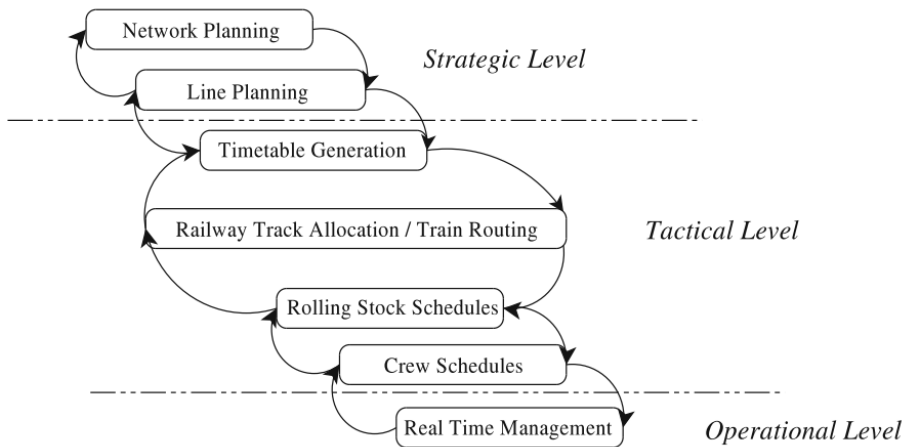 Network Planning
Strategic Level
Line Planning
Timetable Generation
Railway Track Allocation / Train Routing
Tactical Level
Rolling Stock Schedules
Crew Schedules
Real Time Management
Operational Level